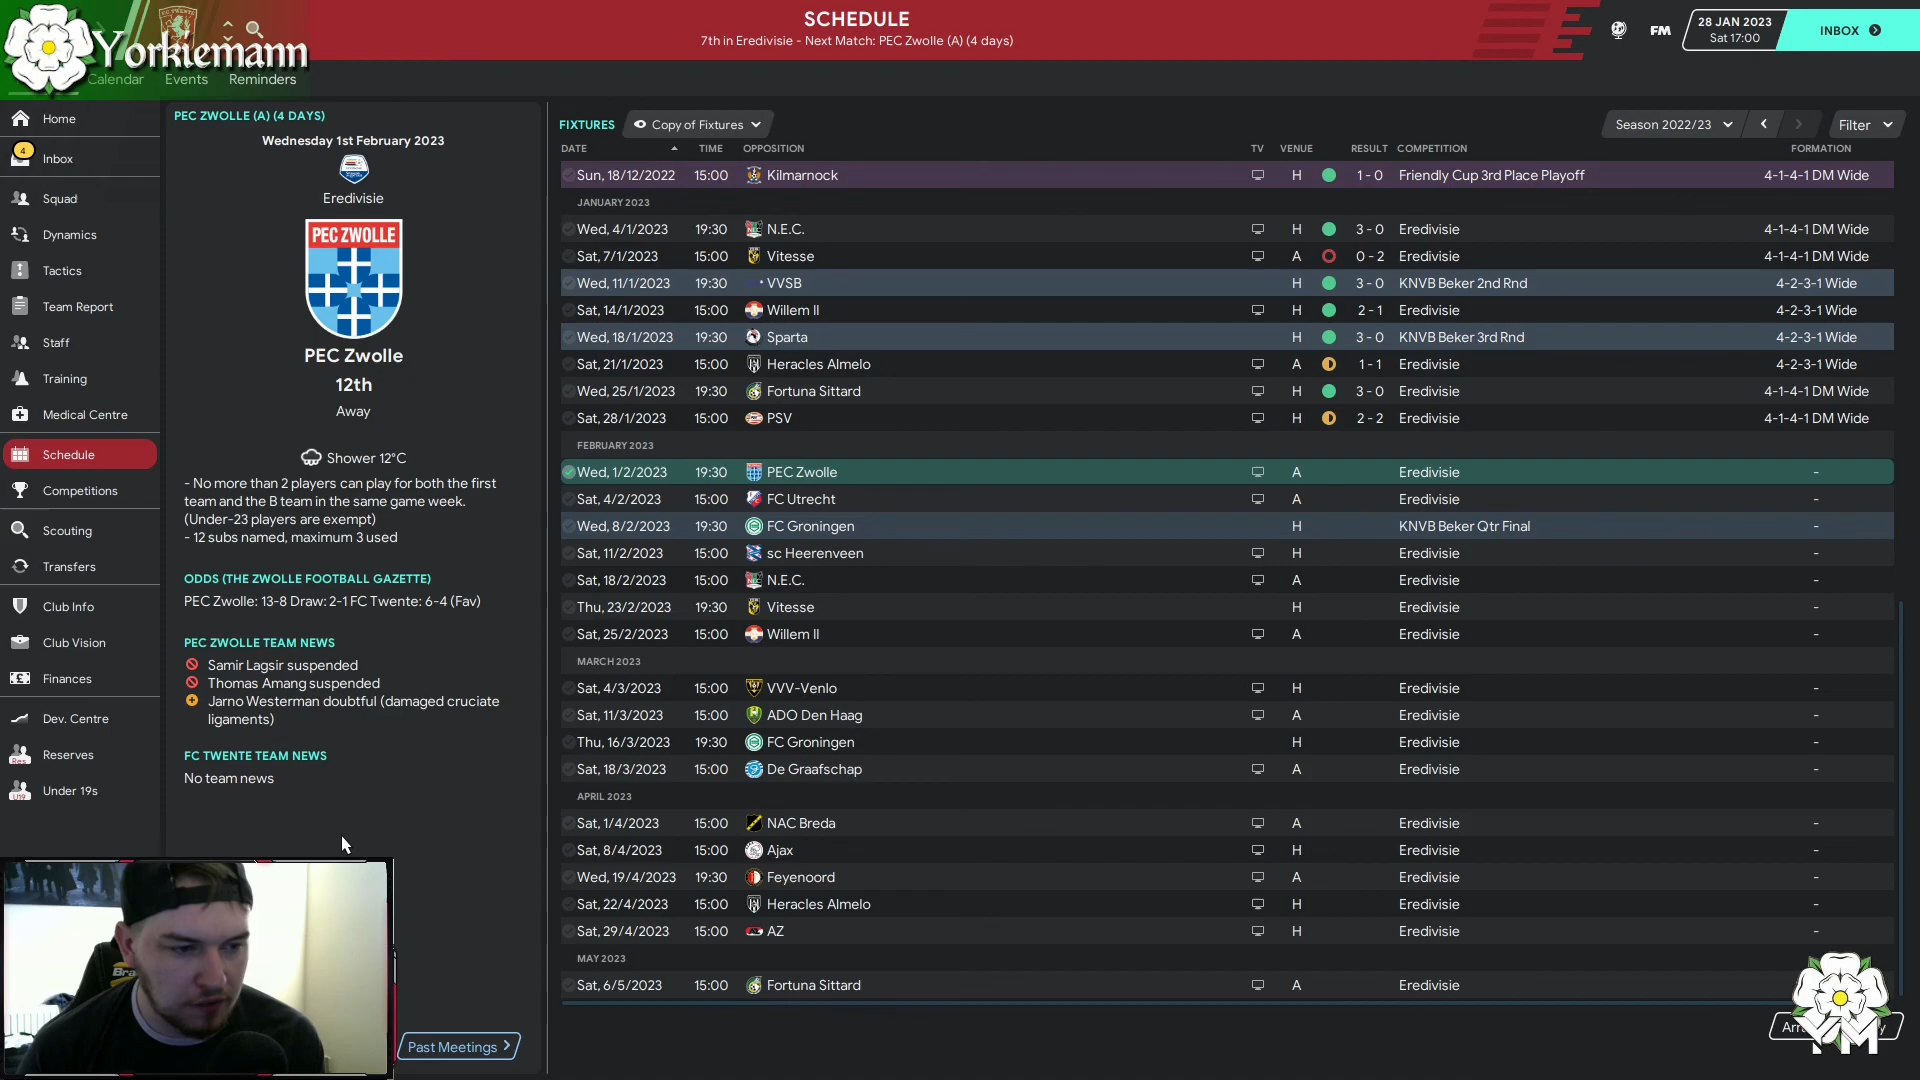 Yorkiemann
F.C. TWENTE
SCHEDULE
7th in Eredivisie - Next Match: PEC Zwolle (A) (4 days)
FM
28 JAN 2023
Sat 17:00
INBOX
Calendar Events Reminders
Home
4
Inbox
Squad
Dynamics
Tactics
Team Report
Staff
Training
Medical Centre
Schedule
Competitions
Scouting
Transfers
Club Info
Club Vision
Finances
Dev. Centre
Res
Reserves
U19
Under 19s
PEC ZWOLLE (A) (4 DAYS)
Wednesday 1st February 2023
Eredivisie
PEC ZWOLLE
PEC Zwolle
12th
Away
Shower 12°C
- No more than 2 players can play for both the first
team and the B team in the same game week.
(Under-23 players are exempt)
- 12 subs named, maximum 3 used
ODDS (THE ZWOLLE FOOTBALL GAZETTE)
PEC Zwolle: 13-8 Draw: 2-1 FC Twente: 6-4 (Fav)
PEC ZWOLLE TEAM NEWS
Samir Lagsir suspended
Thomas Amang suspended
Jarno Westerman doubtful (damaged cruciate
ligaments)
FC TWENTE TEAM NEWS
No team news
Past Meetings
FIXTURES Copy of Fixtures Season 2022/23 Filter
DATE TIME OPPOSITION TV VENUE RESULT COMPETITION FORMATION
Sun, 18/12/2022 15:00 Kilmarnock H 1 - 0 Friendly Cup 3rd Place Playoff 4-1-4-1 DM Wide
JANUARY 2023
Wed, 4/1/2023 19:30 N.E.C. H 3 - 0 Eredivisie 4-1-4-1 DM Wide
Sat, 7/1/2023 15:00 Vitesse A 0 - 2 Eredivisie 4-1-4-1 DM Wide
Wed, 11/1/2023 19:30 VVSB H 3 - 0 KNVB Beker 2nd Rnd 4-2-3-1 Wide
Sat, 14/1/2023 15:00 Willem II H 2 - 1 Eredivisie 4-2-3-1 Wide
Wed, 18/1/2023 19:30 Sparta H 3 - 0 KNVB Beker 3rd Rnd 4-2-3-1 Wide
Sat, 21/1/2023 15:00 Heracles Almelo A 1 - 1 Eredivisie 4-2-3-1 Wide
Wed, 25/1/2023 19:30 Fortuna Sittard H 3 - 0 Eredivisie 4-1-4-1 DM Wide
Sat, 28/1/2023 15:00 PSV H 2 - 2 Eredivisie 4-1-4-1 DM Wide
FEBRUARY 2023
Wed, 1/2/2023 19:30 PEC Zwolle A Eredivisie -
Sat, 4/2/2023 15:00 FC Utrecht A Eredivisie -
Wed, 8/2/2023 19:30 FC Groningen H KNVB Beker Qtr Final -
Sat, 11/2/2023 15:00 sc Heerenveen H Eredivisie -
Sat, 18/2/2023 15:00 N.E.C. A Eredivisie -
Thu, 23/2/2023 19:30 Vitesse H Eredivisie -
Sat, 25/2/2023 15:00 Willem II A Eredivisie -
MARCH 2023
Sat, 4/3/2023 15:00 VVV-Venlo H Eredivisie -
Sat, 11/3/2023 15:00 ADO Den Haag A Eredivisie -
Thu, 16/3/2023 19:30 FC Groningen H Eredivisie -
Sat, 18/3/2023 15:00 De Graafschap A Eredivisie -
APRIL 2023
Sat, 1/4/2023 15:00 NAC Breda A Eredivisie -
Sat, 8/4/2023 15:00 Ajax H Eredivisie -
Wed, 19/4/2023 19:30 Feyenoord A Eredivisie -
Sat, 22/4/2023 15:00 Heracles Almelo H Eredivisie -
Sat, 29/4/2023 15:00 AZ H Eredivisie -
MAY 2023
Sat, 6/5/2023 15:00 Fortuna Sittard A Eredivisie
YM